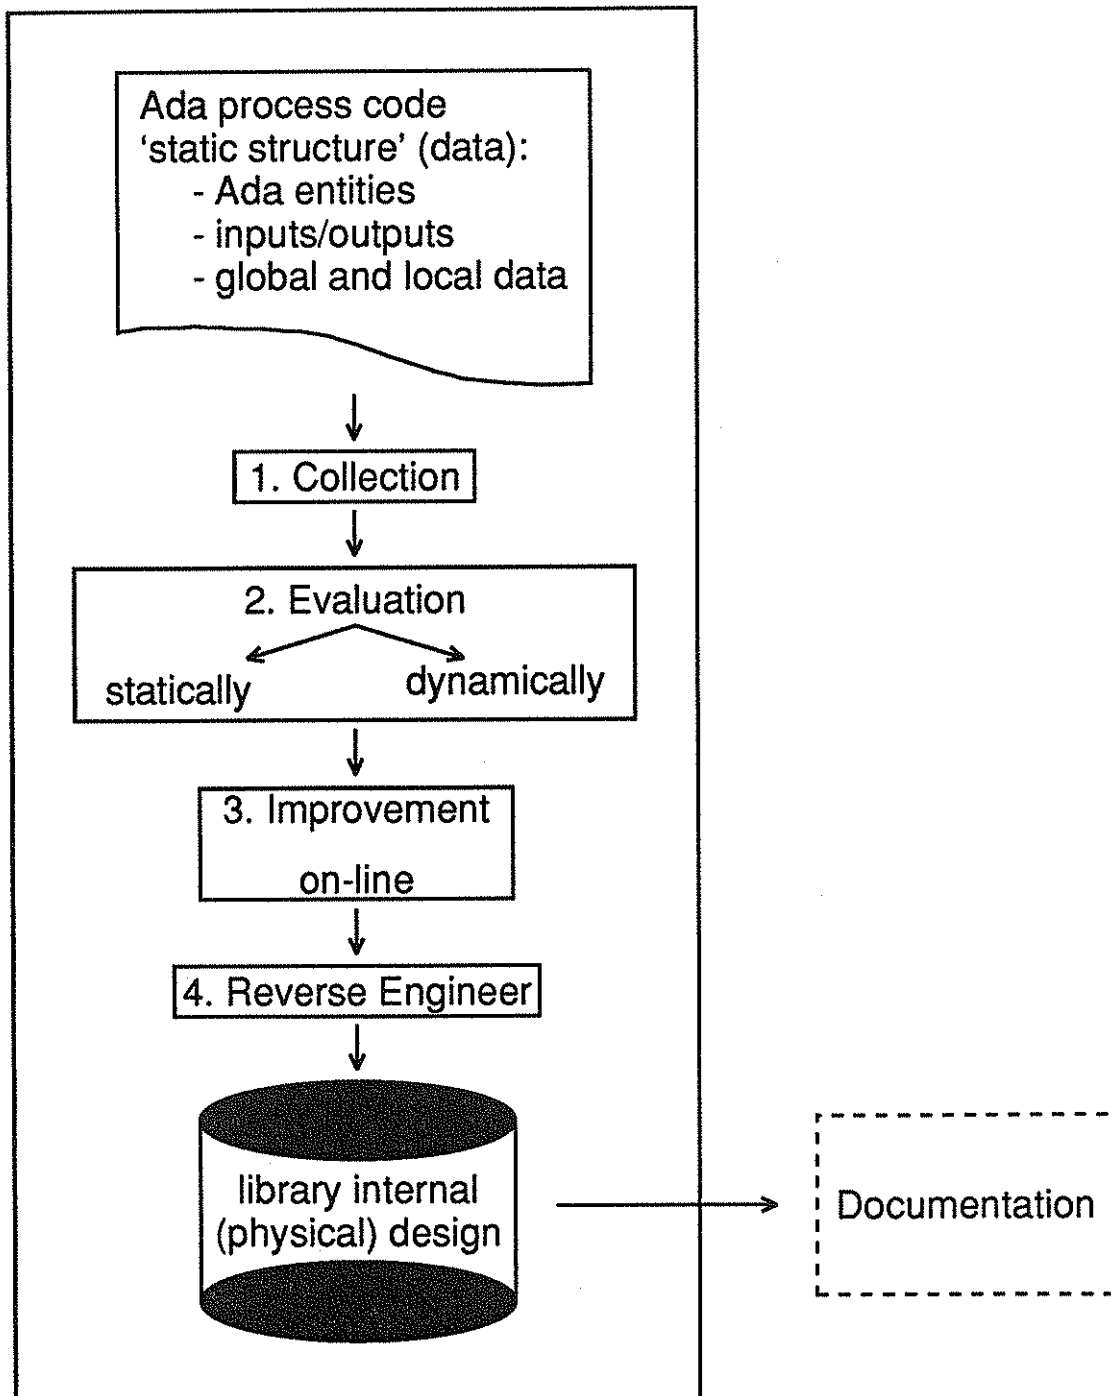 Ada process code
‘static structure’ (data):
- Ada entities
- inputs/outputs
- global and local data
1. Collection
2. Evaluation
statically
dynamically
3. Improvement
on-line
4. Reverse Engineer
library internal
(physical) design
Documentation